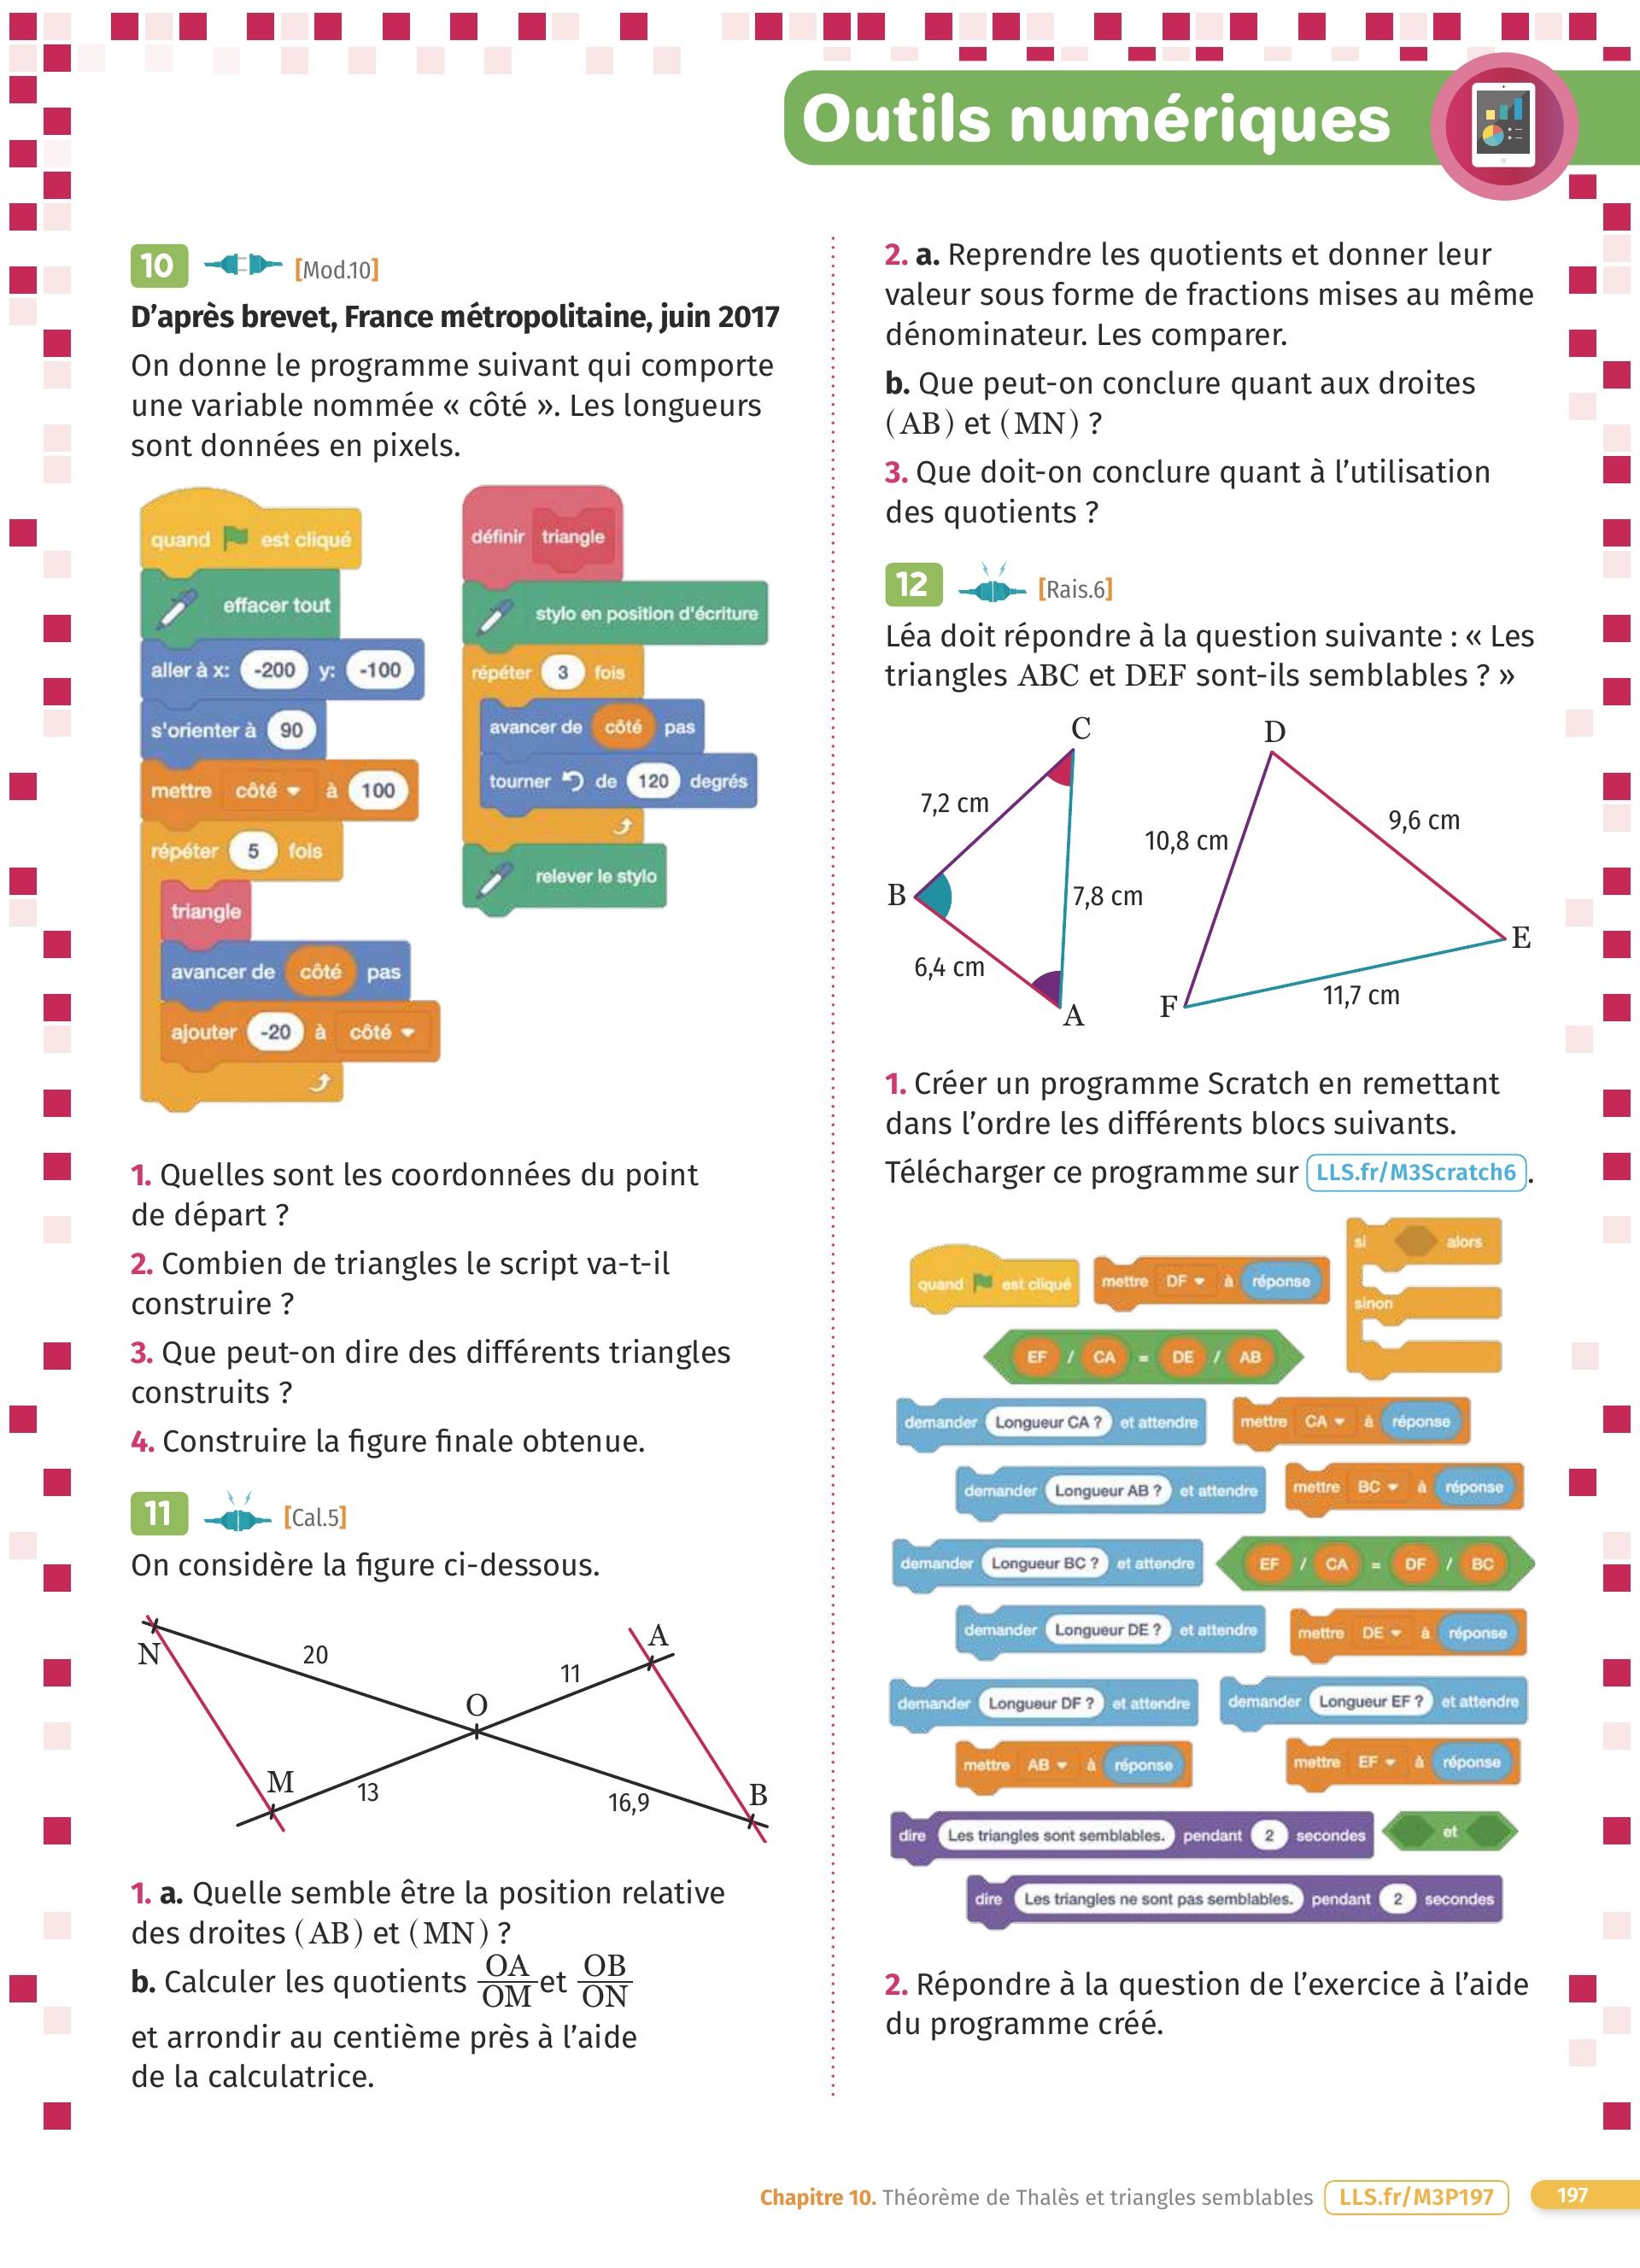 Outils numériques
10 [Mod.10]
D’après brevet, France métropolitaine, juin 2017
On donne le programme suivant qui comporte
une variable nommée « côté ». Les longueurs
sont données en pixels.
quand est cliqué
effacer tout
aller à x: -200 y: -100
s'orienter à 90
mettre côté à 100
répéter 5 fois
triangle
avancer de côté pas
ajouter -20 à côté
définir triangle
stylo en position d'écriture
répéter 3 fois
avancer de côté pas
tourner de 120 degrés
relever le stylo
1. Quelles sont les coordonnées du point
de départ ?
2. Combien de triangles le script va-t-il
construire ?
3. Que peut-on dire des différents triangles
construits ?
4. Construire la figure finale obtenue.
11 [Cal.5]
On considère la figure ci-dessous.
N
20
A
11
O
M
13
16,9
B
1. a. Quelle semble être la position relative
des droites (AB) et (MN) ?
b. Calculer les quotients OA/OM et OB/ON
et arrondir au centième près à l’aide
de la calculatrice.
2. a. Reprendre les quotients et donner leur
valeur sous forme de fractions mises au même
dénominateur. Les comparer.
b. Que peut-on conclure quant aux droites
(AB) et (MN) ?
3. Que doit-on conclure quant à l’utilisation
des quotients ?
12 [Rais.6]
Léa doit répondre à la question suivante : « Les
triangles ABC et DEF sont-ils semblables ? »
C
D
7,2 cm
9,6 cm
10,8 cm
B
7,8 cm
E
6,4 cm
11,7 cm
A
F
1. Créer un programme Scratch en remettant
dans l’ordre les différents blocs suivants.
Télécharger ce programme sur LLS.fr/M3Scratch6 .
quand est cliqué
mettre DF à réponse
si alors
sinon
EF / CA = DE / AB
demander Longueur CA ? et attendre
mettre CA à réponse
demander Longueur AB ? et attendre
mettre BC à réponse
demander Longueur BC ? et attendre
EF / CA = DF / BC
demander Longueur DE ? et attendre
mettre DE à réponse
demander Longueur DF ? et attendre
demander Longueur EF ? et attendre
mettre AB à réponse
mettre EF à réponse
dire Les triangles sont semblables. pendant 2 secondes
et
dire Les triangles ne sont pas semblables. pendant 2 secondes
2. Répondre à la question de l’exercice à l’aide
du programme créé.
Chapitre 10. Théorème de Thalès et triangles semblables LLS.fr/M3P197 197